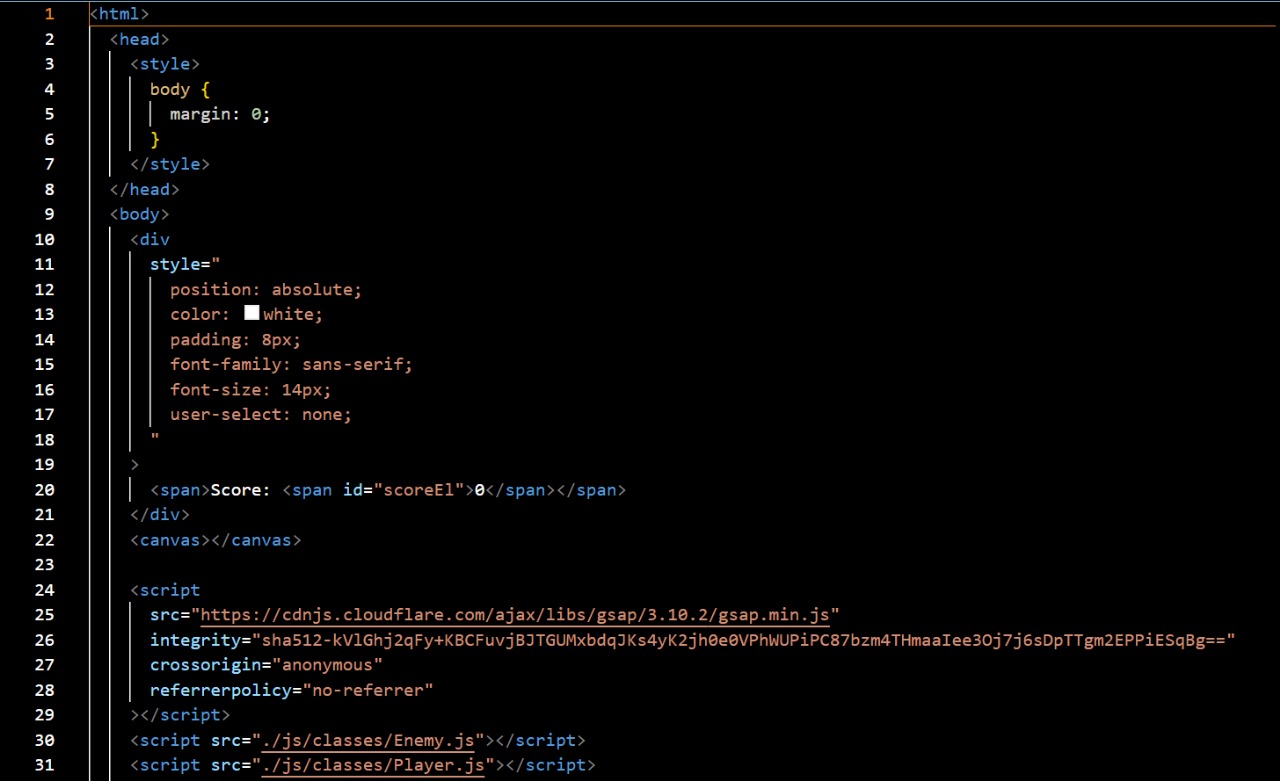 1 <html>
2 <head>
3 <style>
4 body {
5 margin: 0;
6 }
7 </style>
8 </head>
9 <body>
10 <div
11 style="
12 position: absolute;
13 color: white;
14 padding: 8px;
15 font-family: sans-serif;
16 font-size: 14px;
17 user-select: none;
18 "
19 >
20 <span>Score: <span id="scoreEl">0</span></span>
21 </div>
22 <canvas></canvas>
23
24 <script
25 src="https://cdnjs.cloudflare.com/ajax/libs/gsap/3.10.2/gsap.min.js"
26 integrity="sha512-kVlGhj2qFy+KBCFuvjBJTGUMxbdqJKs4yK2jh0e0VPhWUPiPC87bzm4THmaaIee3Oj7j6sDpTTgm2EPPiESqBg=="
27 crossorigin="anonymous"
28 referrerpolicy="no-referrer"
29 ></script>
30 <script src="./js/classes/Enemy.js"></script>
31 <script src="./js/classes/Player.js"></script>